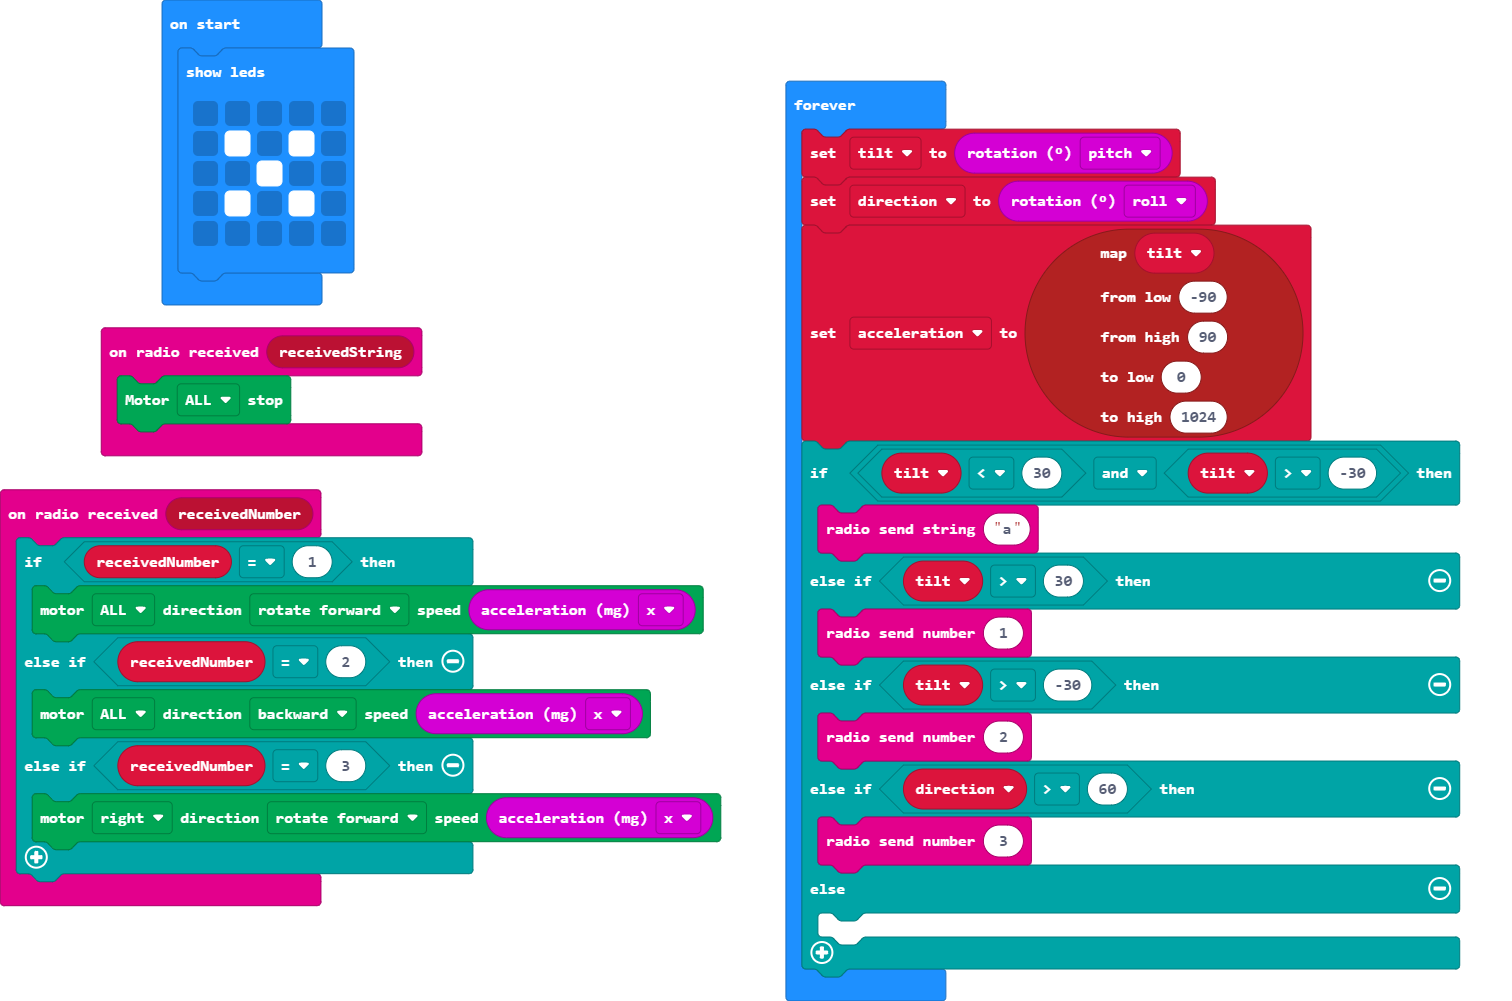 on start
show leds
on radio received receivedString
Motor ALL stop
on radio received receivedNumber
if receivedNumber = 1 then
motor ALL direction rotate forward speed acceleration (mg) x
else if receivedNumber = 2 then
motor ALL direction backward speed acceleration (mg) x
else if receivedNumber = 3 then
motor right direction rotate forward speed acceleration (mg) x
forever
set tilt to rotation (º) pitch
set direction to rotation (º) roll
set acceleration to
map tilt
from low -90
from high 90
to low 0
to high 1024
if tilt < 30 and tilt > -30 then
radio send string "a"
else if tilt > 30 then
radio send number 1
else if tilt > -30 then
radio send number 2
else if direction > 60 then
radio send number 3
else